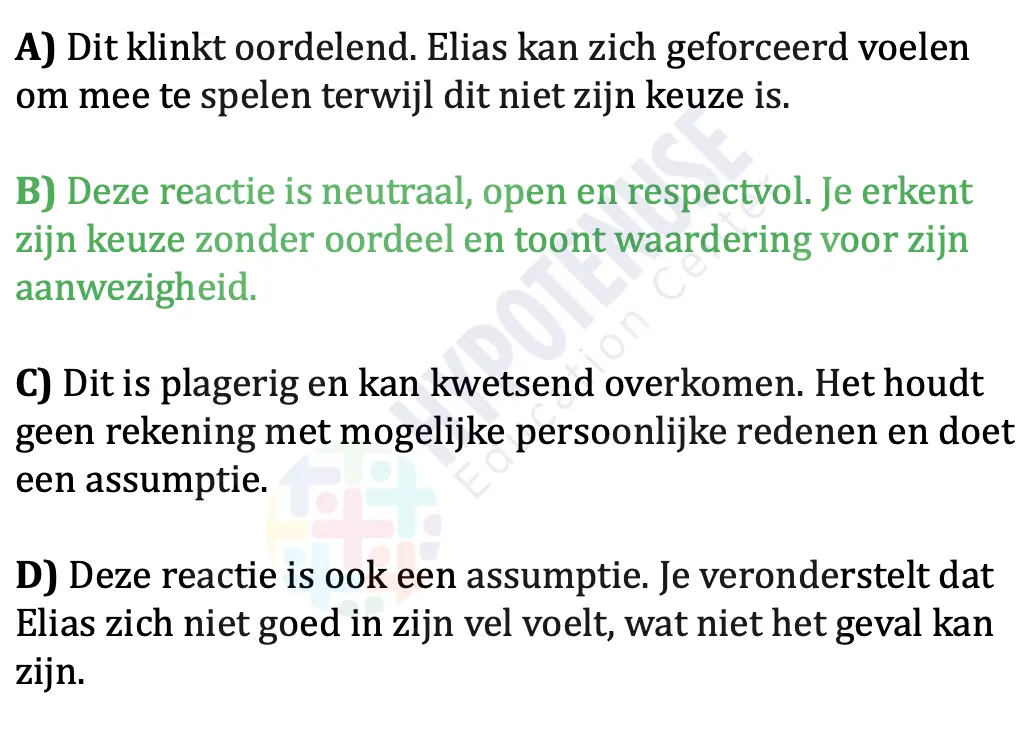 A) Dit klinkt oordelend. Elias kan zich geforceerd voelen
om mee te spelen terwijl dit niet zijn keuze is.
B) Deze reactie is neutraal, open en respectvol. Je erkent
zijn keuze zonder oordeel en toont waardering voor zijn
aanwezigheid.
C) Dit is plagerig en kan kwetsend overkomen. Het houdt
geen rekening met mogelijke persoonlijke redenen en doet
een assumptie.
D) Deze reactie is ook een assumptie. Je veronderstelt dat
Elias zich niet goed in zijn vel voelt, wat niet het geval kan
zijn.
HYPOTENUSE
Education Center